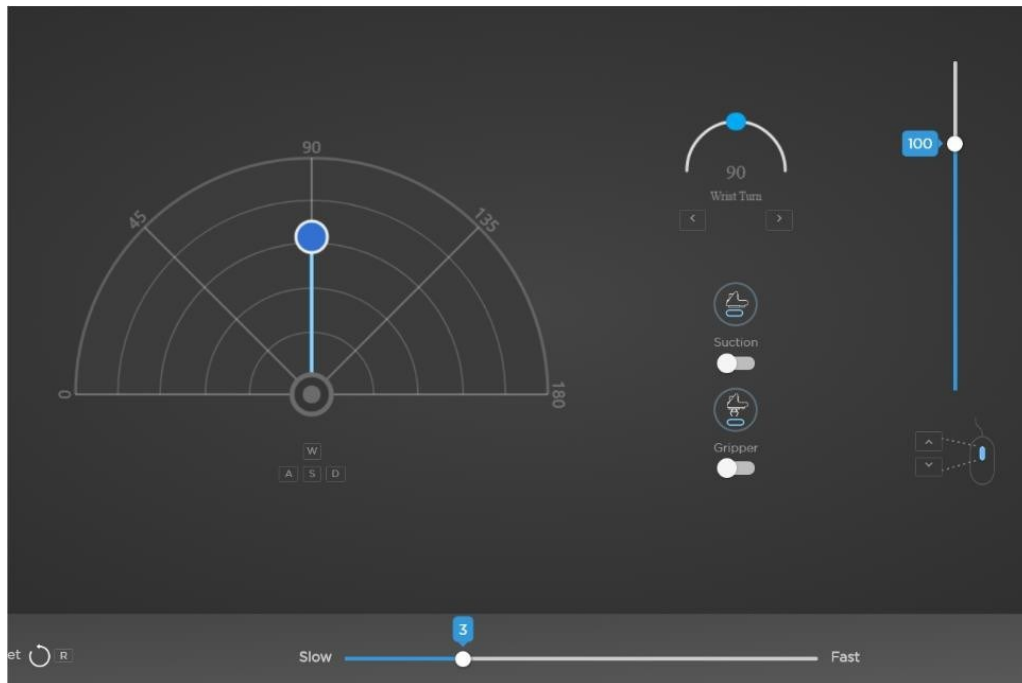 90
45
135
0
180
W
A S D
90
Wrist Turn
< >
Suction
Gripper
100
et R
3
Slow Fast